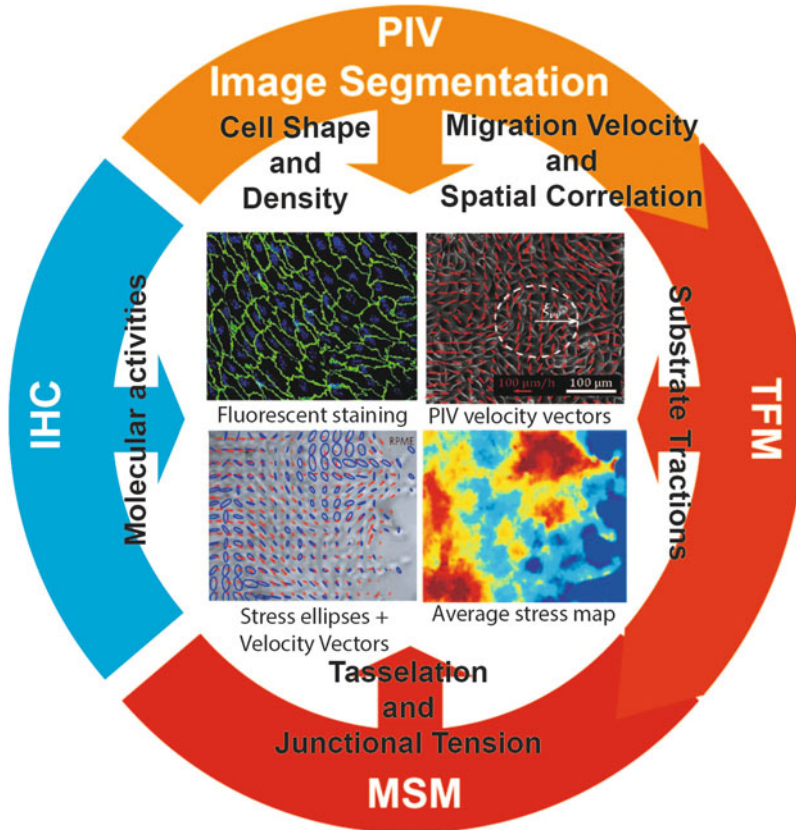 PIV
Image Segmentation
Cell Shape
and
Density
Migration Velocity
and
Spatial Correlation
IHC
Molecular activities
Substrate Tractions
TFM
100 μm/h
100 μm
Fluorescent staining
PIV velocity vectors
RPME
Stress ellipses +
Velocity Vectors
Average stress map
Tasselation
and
Junctional Tension
MSM